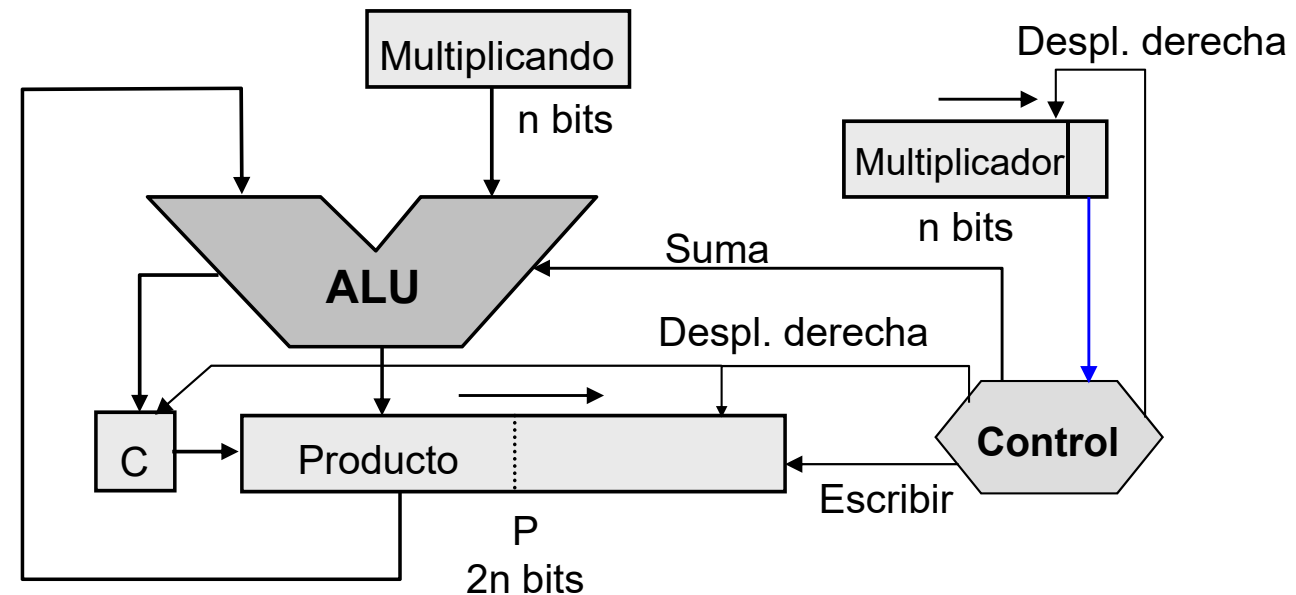 Despl. derecha
Multiplicando
n bits
Multiplicador
n bits
Suma
ALU
Despl. derecha
C
Producto
Control
Escribir
P
2n bits